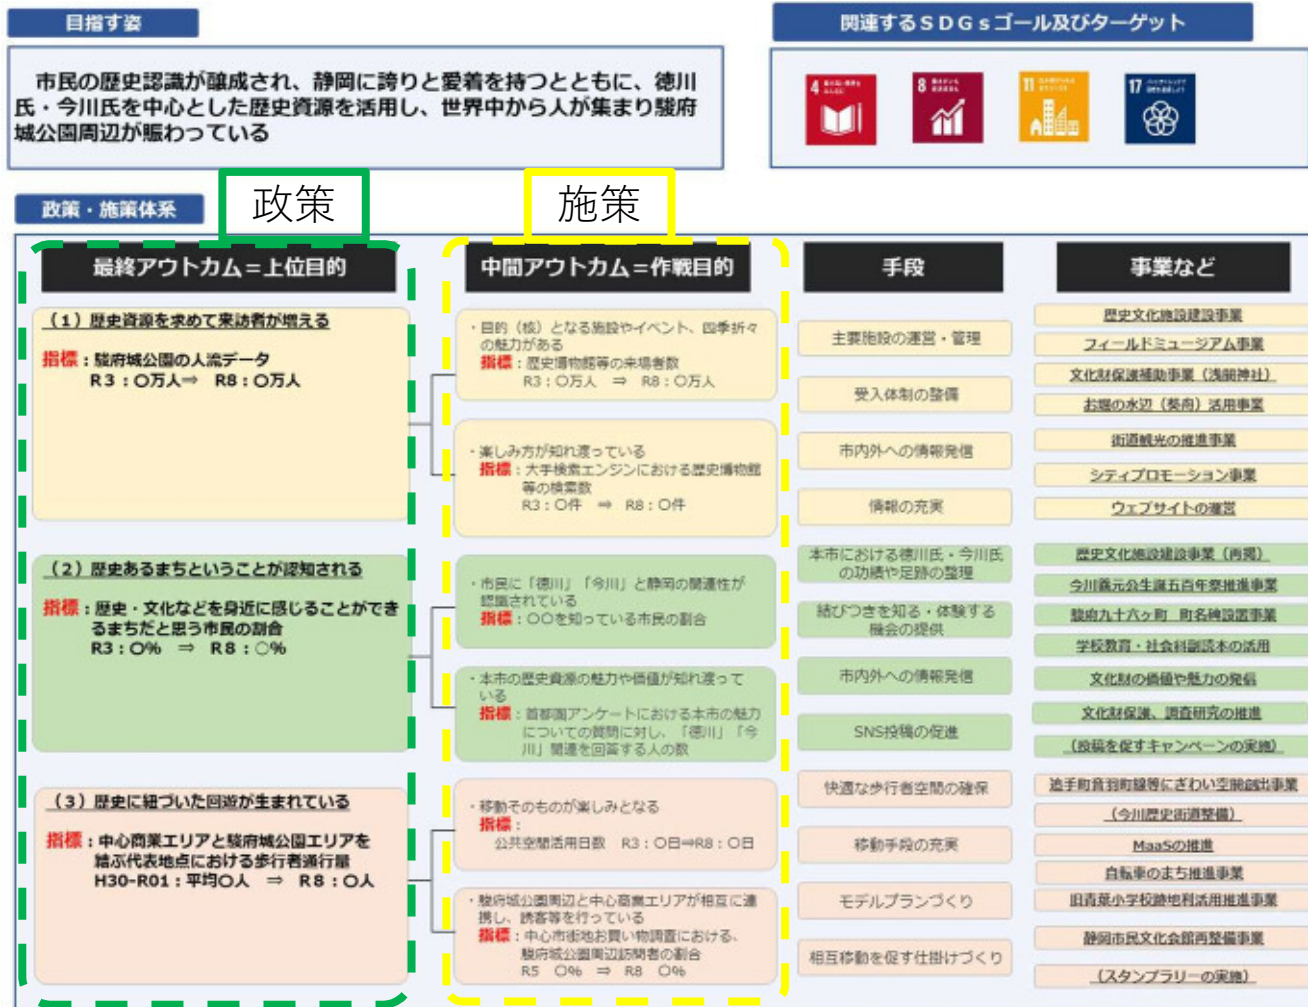 目指す姿
市民の歴史認識が醸成され、静岡に誇りと愛着を持つとともに、徳川
氏・今川氏を中心とした歴史資源を活用し、世界中から人が集まり駿府
城公園周辺が賑わっている
関連するSDGsゴール及びターゲット
4
8
11
17
政策・施策体系
政策
施策
最終アウトカム=上位目的
中間アウトカム=作戦目的
手段
事業など
(1)歴史資源を求めて来訪者が増える
指標:駿府城公園の人流データ
R3:○万人⇒ R8:○万人
・目的(核)となる施設やイベント、四季折々
の魅力がある
指標:歴史博物館等の来場者数
R3:○万人 ⇒ R8:○万人
・楽しみ方が知れ渡っている
指標:大手検索エンジンにおける歴史博物館
等の検索数
R3:○件 ⇒ R8:○件
主要施設の運営・管理
受入体制の整備
市内外への情報発信
情報の充実
歴史文化施設建設事業
フィールドミュージアム事業
文化財保護補助事業(浅間神社)
お堀の水辺(葵舟)活用事業
街道観光の推進事業
シティプロモーション事業
ウェブサイトの運営
(2)歴史あるまちということが認知される
指標:歴史・文化などを身近に感じることができ
るまちだと思う市民の割合
R3:○% ⇒ R8:○%
・市民に「徳川」「今川」と静岡の関連性が
認識されている
指標:○○を知っている市民の割合
・本市の歴史資源の魅力や価値が知れ渡って
いる
指標:首都圏アンケートにおける本市の魅力
についての質問に対し、「徳川」「今
川」関連を回答する人の数
本市における徳川氏・今川氏
の功績や足跡の整理
結びつきを知る・体験する
機会の提供
市内外への情報発信
SNS投稿の促進
歴史文化施設建設事業(再掲)
今川義元公生誕五百年祭推進事業
駿府九十六ヶ町 町名碑設置事業
学校教育・社会科副読本の活用
文化財の価値や魅力の発信
文化財保護、調査研究の推進
(投稿を促すキャンペーンの実施)
(3)歴史に紐づいた回遊が生まれている
指標:中心商業エリアと駿府城公園エリアを
結ぶ代表地点における歩行者通行量
H30-R01:平均○人 ⇒ R8:○人
・移動そのものが楽しみとなる
指標:
公共空間活用日数 R3:○日⇒R8:○日
・駿府城公園周辺と中心商業エリアが相互に連
携し、誘客等を行っている
指標:中心市街地お買い物調査における、
駿府城公園周辺訪問者の割合
R5 ○% ⇒ R8 ○%
快適な歩行者空間の確保
移動手段の充実
モデルプランづくり
相互移動を促す仕掛けづくり
追手町音羽町線等にぎわい空間創出事業
(今川歴史街道整備)
MaaSの推進
自転車のまち推進事業
旧青葉小学校跡地利活用推進事業
静岡市民文化会館再整備事業
(スタンプラリーの実施)